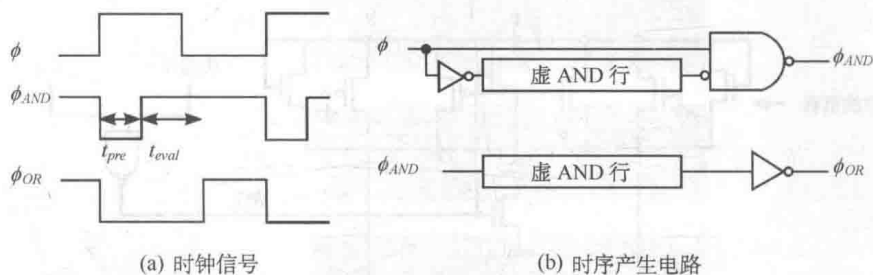 ϕ
ϕAND
tpre
teval
ϕOR
(a) 时钟信号
ϕ
虚 AND 行
ϕAND
ϕAND
虚 AND 行
ϕOR
(b) 时序产生电路